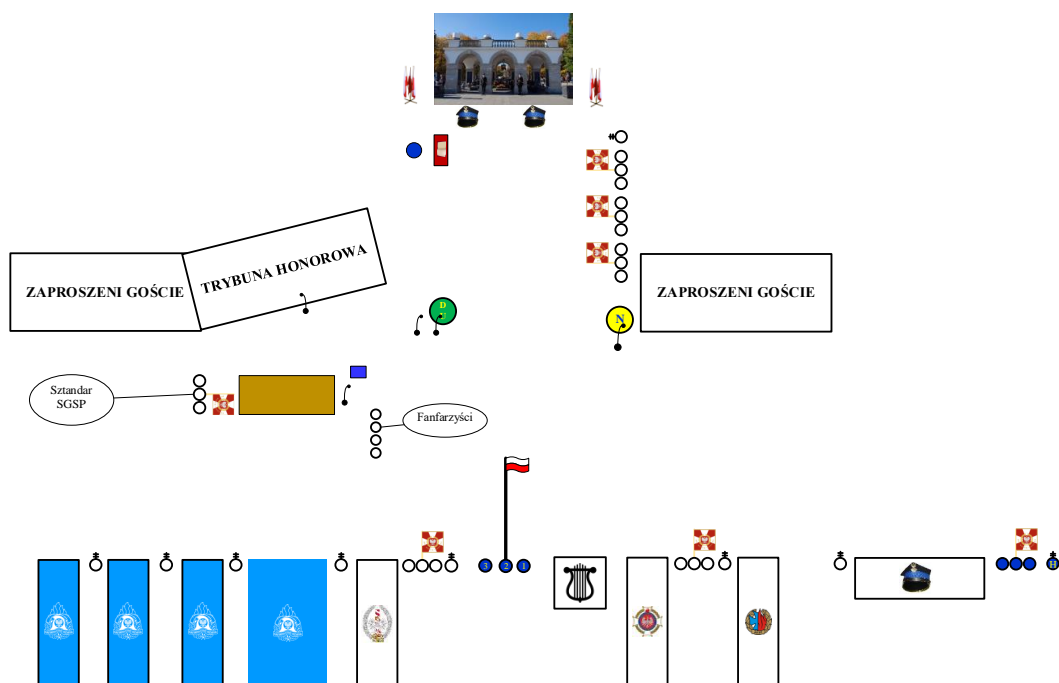 TRYBUNA HONOROWA
ZAPROSZENI GOŚCIE
ZAPROSZENI GOŚCIE
D
N
Sztandar
SGSP
Fanfarzyści
3
2
1
H